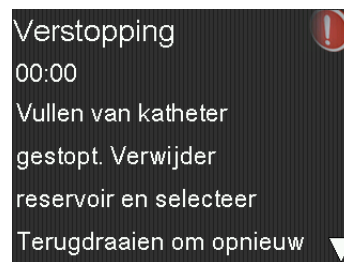 Verstopping
00:00
Vullen van katheter
gestopt. Verwijder
reservoir en selecteer
Terugdraaien om opnieuw